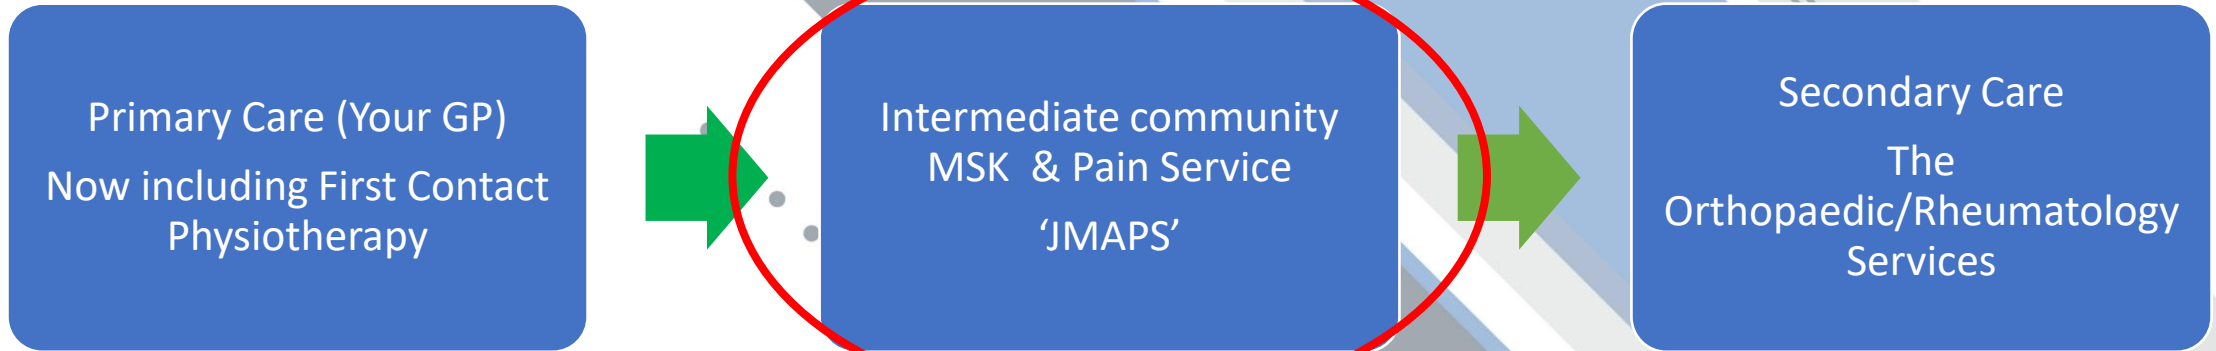 Primary Care (Your GP)
Now including First Contact
Physiotherapy
Intermediate community
MSK & Pain Service
‘JMAPS’
Secondary Care
The
Orthopaedic/Rheumatology
Services